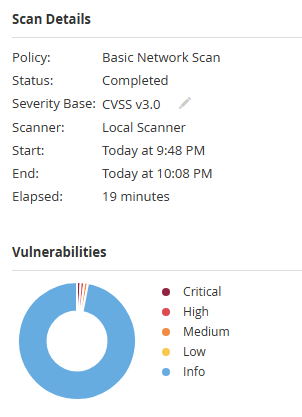 Scan Details
Policy: Basic Network Scan
Status: Completed
Severity Base: CVSS v3.0
Scanner: Local Scanner
Start: Today at 9:48 PM
End: Today at 10:08 PM
Elapsed: 19 minutes
Vulnerabilities
Critical
High
Medium
Low
Info